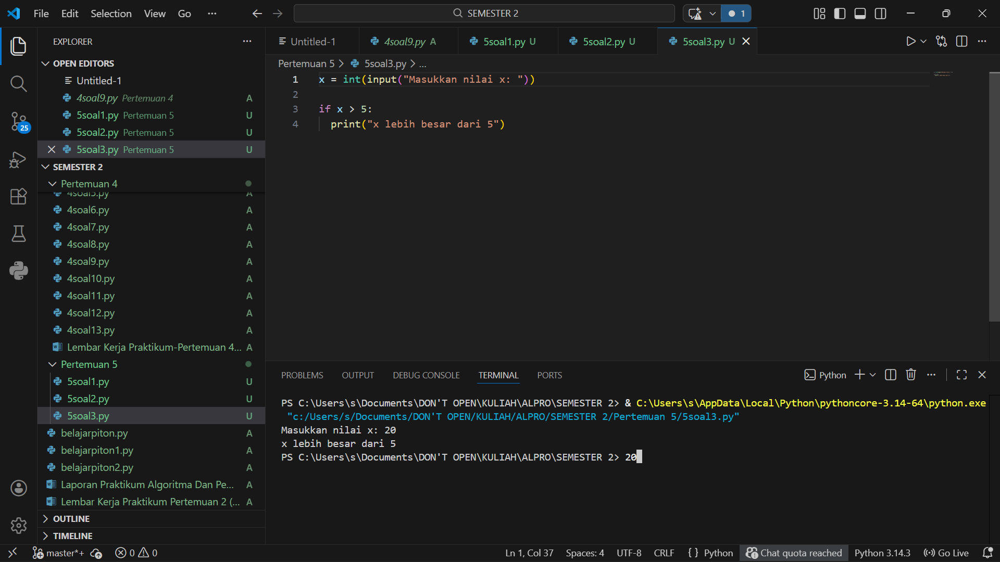 File Edit Selection View Go ··· SEMESTER 2 1
EXPLORER ···
OPEN EDITORS
Untitled-1
4soal9.py Pertemuan 4 A
5soal1.py Pertemuan 5 U
5soal2.py Pertemuan 5 U
5soal3.py Pertemuan 5 U
SEMESTER 2
Pertemuan 4
4soal5.py A
4soal6.py A
4soal7.py A
4soal8.py A
4soal9.py A
4soal10.py A
4soal11.py A
4soal12.py A
4soal13.py A
Lembar Kerja Praktikum-Pertemuan 4... A
Pertemuan 5
5soal1.py U
5soal2.py U
5soal3.py U
belajarpiton.py A
belajarpiton1.py A
belajarpiton2.py A
Laporan Praktikum Algoritma Dan Pe... A
Lembar Kerja Praktikum Pertemuan 2 (... A
OUTLINE
TIMELINE
25
Untitled-1 4soal9.py A 5soal1.py U 5soal2.py U 5soal3.py U
Pertemuan 5 > 5soal3.py > ...
1 x = int(input("Masukkan nilai x: "))
2
3 if x > 5:
4 print("x lebih besar dari 5")
PROBLEMS OUTPUT DEBUG CONSOLE TERMINAL PORTS Python
PS C:\Users\s\Documents\DON'T OPEN\KULIAH\ALPRO\SEMESTER 2> & C:\Users\s\AppData\Local\Python\pythoncore-3.14-64\python.exe
"c:/Users/s/Documents/DON'T OPEN/KULIAH/ALPRO/SEMESTER 2/Pertemuan 5/5soal3.py"
Masukkan nilai x: 20
x lebih besar dari 5
PS C:\Users\s\Documents\DON'T OPEN\KULIAH\ALPRO\SEMESTER 2> 20
master*+ 0 0 Ln 1, Col 37 Spaces: 4 UTF-8 CRLF { } Python Chat quota reached Python 3.14.3 Go Live